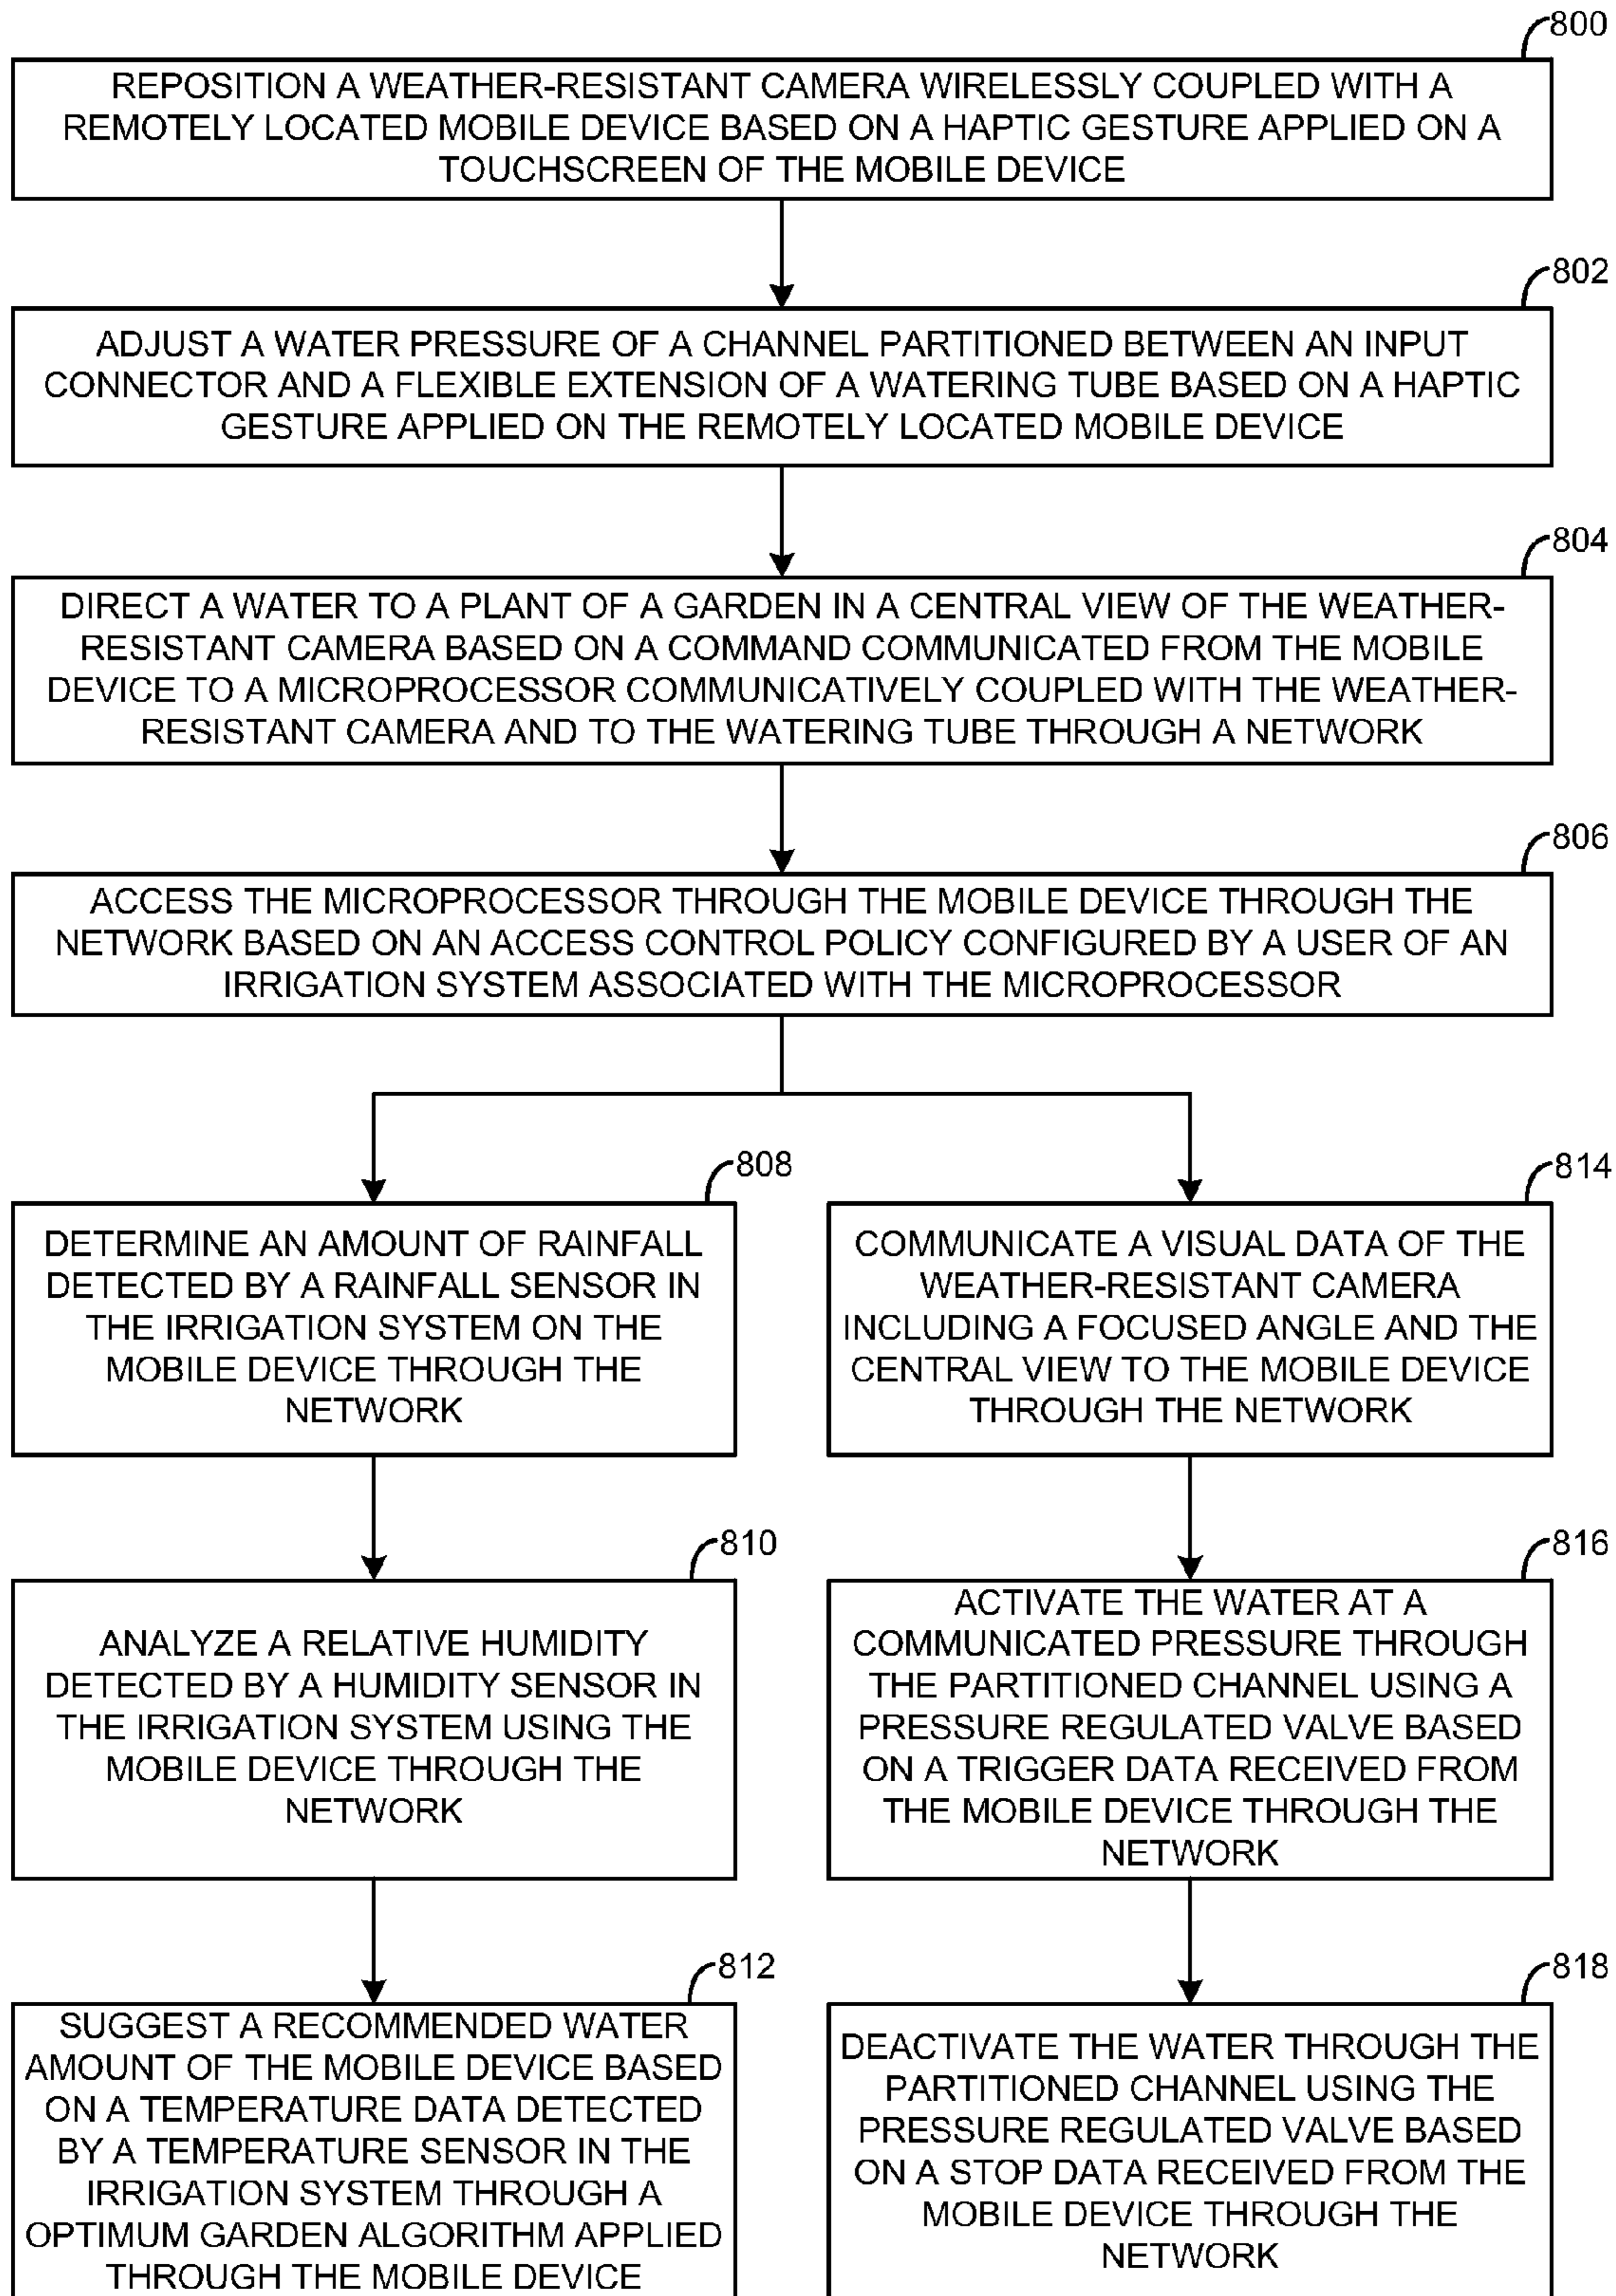 800
REPOSITION A WEATHER-RESISTANT CAMERA WIRELESSLY COUPLED WITH A
REMOTELY LOCATED MOBILE DEVICE BASED ON A HAPTIC GESTURE APPLIED ON A
TOUCHSCREEN OF THE MOBILE DEVICE
802
ADJUST A WATER PRESSURE OF A CHANNEL PARTITIONED BETWEEN AN INPUT
CONNECTOR AND A FLEXIBLE EXTENSION OF A WATERING TUBE BASED ON A HAPTIC
GESTURE APPLIED ON THE REMOTELY LOCATED MOBILE DEVICE
804
DIRECT A WATER TO A PLANT OF A GARDEN IN A CENTRAL VIEW OF THE WEATHER-
RESISTANT CAMERA BASED ON A COMMAND COMMUNICATED FROM THE MOBILE
DEVICE TO A MICROPROCESSOR COMMUNICATIVELY COUPLED WITH THE WEATHER-
RESISTANT CAMERA AND TO THE WATERING TUBE THROUGH A NETWORK
806
ACCESS THE MICROPROCESSOR THROUGH THE MOBILE DEVICE THROUGH THE
NETWORK BASED ON AN ACCESS CONTROL POLICY CONFIGURED BY A USER OF AN
IRRIGATION SYSTEM ASSOCIATED WITH THE MICROPROCESSOR
808
DETERMINE AN AMOUNT OF RAINFALL
DETECTED BY A RAINFALL SENSOR IN
THE IRRIGATION SYSTEM ON THE
MOBILE DEVICE THROUGH THE
NETWORK
810
ANALYZE A RELATIVE HUMIDITY
DETECTED BY A HUMIDITY SENSOR IN
THE IRRIGATION SYSTEM USING THE
MOBILE DEVICE THROUGH THE
NETWORK
812
SUGGEST A RECOMMENDED WATER
AMOUNT OF THE MOBILE DEVICE BASED
ON A TEMPERATURE DATA DETECTED
BY A TEMPERATURE SENSOR IN THE
IRRIGATION SYSTEM THROUGH A
OPTIMUM GARDEN ALGORITHM APPLIED
THROUGH THE MOBILE DEVICE
814
COMMUNICATE A VISUAL DATA OF THE
WEATHER-RESISTANT CAMERA
INCLUDING A FOCUSED ANGLE AND THE
CENTRAL VIEW TO THE MOBILE DEVICE
THROUGH THE NETWORK
816
ACTIVATE THE WATER AT A
COMMUNICATED PRESSURE THROUGH
THE PARTITIONED CHANNEL USING A
PRESSURE REGULATED VALVE BASED
ON A TRIGGER DATA RECEIVED FROM
THE MOBILE DEVICE THROUGH THE
NETWORK
818
DEACTIVATE THE WATER THROUGH THE
PARTITIONED CHANNEL USING THE
PRESSURE REGULATED VALVE BASED
ON A STOP DATA RECEIVED FROM THE
MOBILE DEVICE THROUGH THE
NETWORK